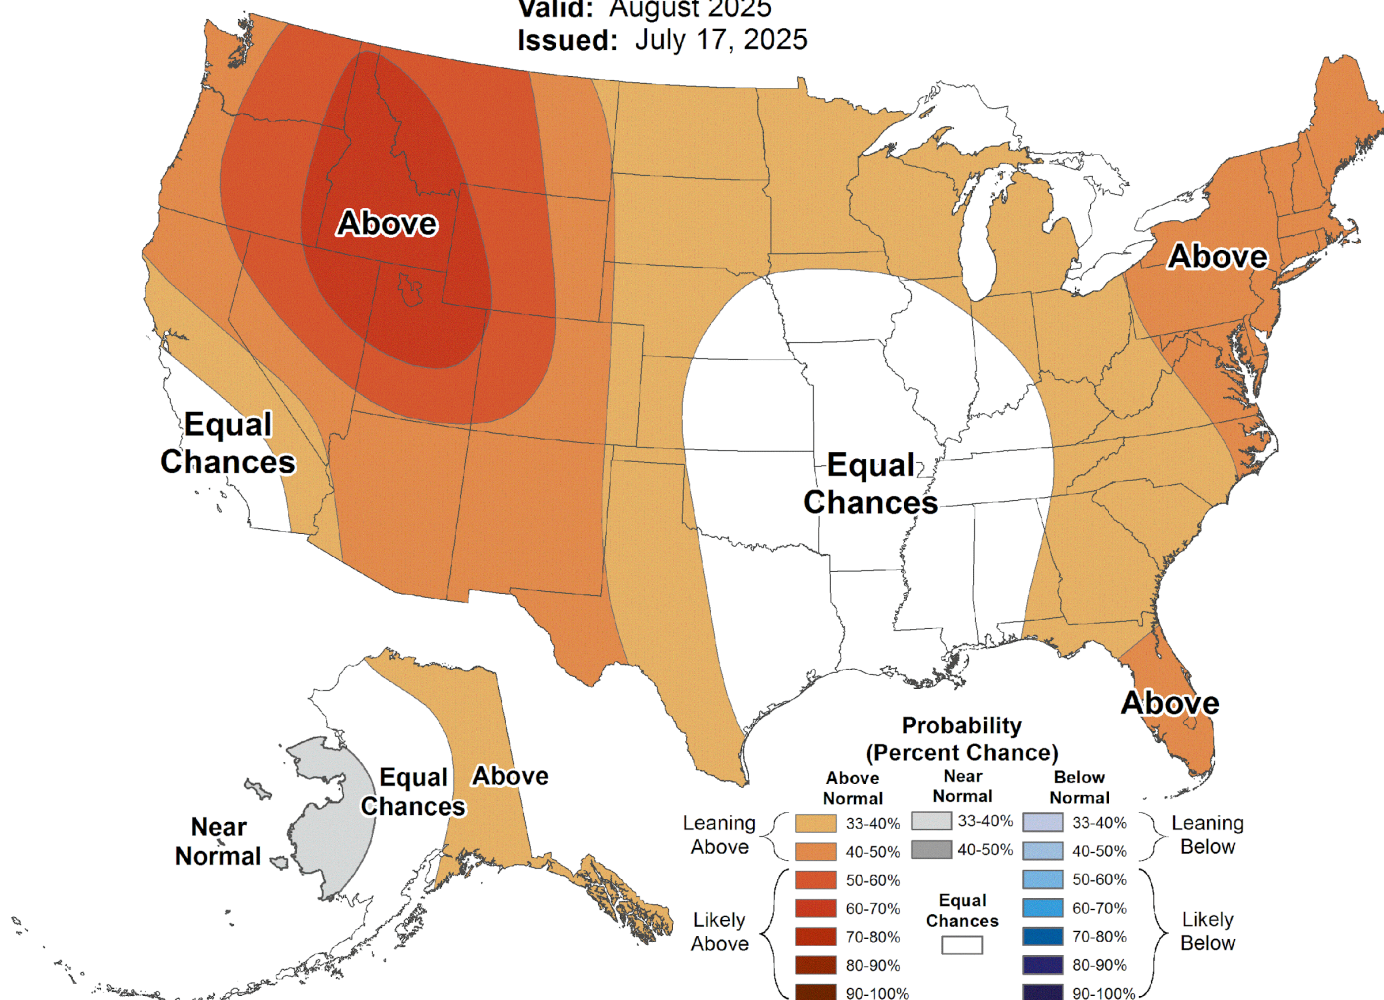 Valid: August 2025
Issued: July 17, 2025
Above
Above
Equal
Chances
Equal
Chances
Above
Equal
Chances
Above
Near
Normal
Probability
(Percent Chance)
Above
Normal
Near
Normal
Below
Normal
Leaning
Above
33-40%
33-40%
33-40%
Leaning
Below
40-50%
40-50%
40-50%
50-60%
50-60%
Likely
Above
60-70%
Equal
Chances
60-70%
Likely
Below
70-80%
70-80%
80-90%
80-90%
90-100%
90-100%